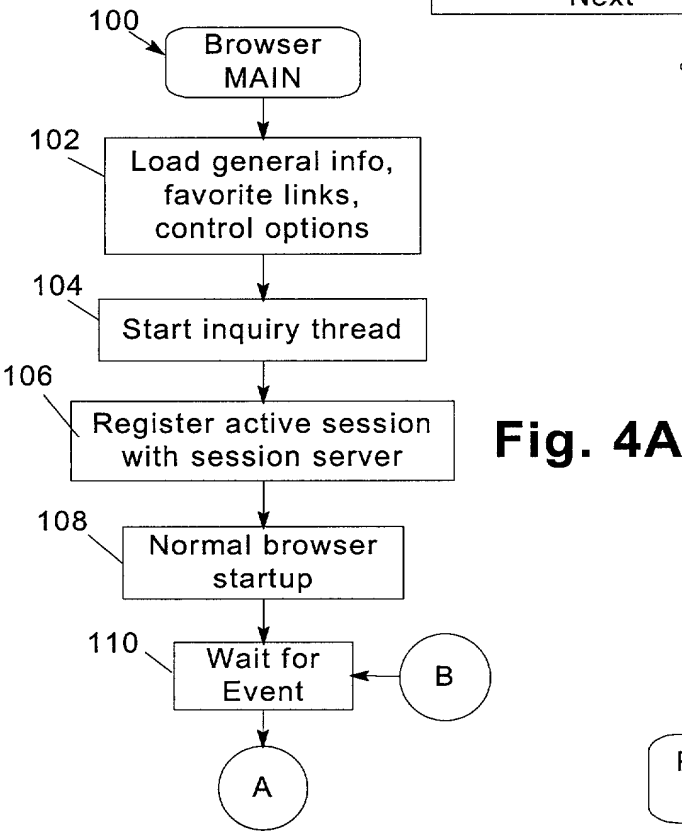 Next
100
Browser
MAIN
102
Load general info,
favorite links,
control options
104
Start inquiry thread
106
Register active session
with session server
Fig. 4A
108
Normal browser
startup
110
Wait for
Event
B
A